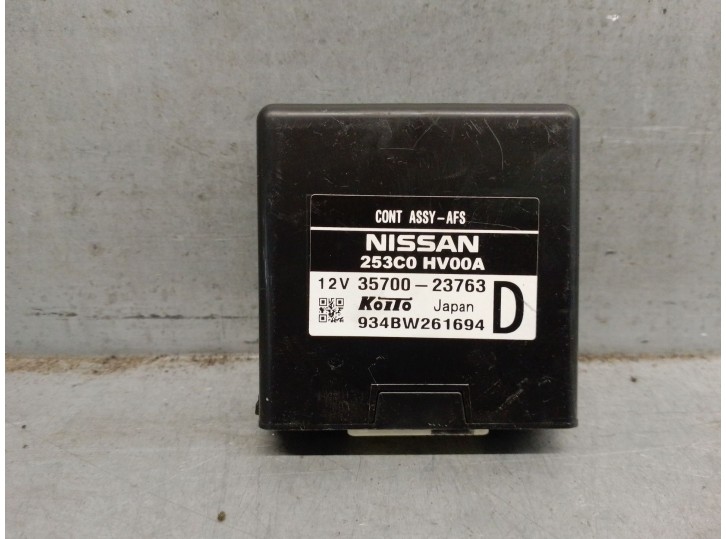 CONT ASSY-AFS
NISSAN
253C0 HV00A
12V 35700-23763
KOITO Japan D
934BW261694